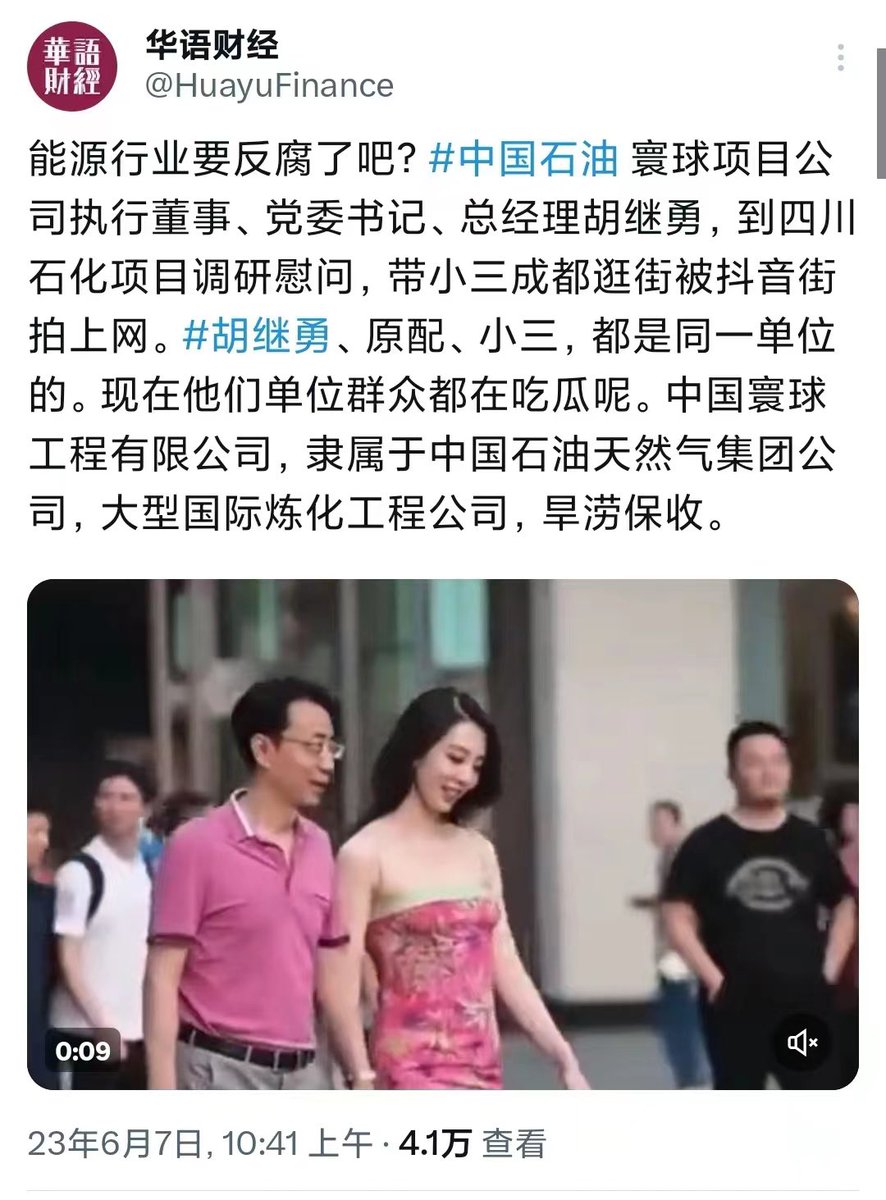 華語
財經
华语财经
@HuayuFinance
能源行业要反腐了吧? #中国石油 寰球项目公
司执行董事、党委书记、总经理胡继勇，到四川
石化项目调研慰问，带小三成都逛街被抖音街
拍上网。#胡继勇、原配、小三，都是同一单位
的。现在他们单位群众都在吃瓜呢。中国寰球
工程有限公司，隶属于中国石油天然气集团公
司，大型国际炼化工程公司，旱涝保收。
0:09
23年6月7日, 10:41 上午 · 4.1万 查看